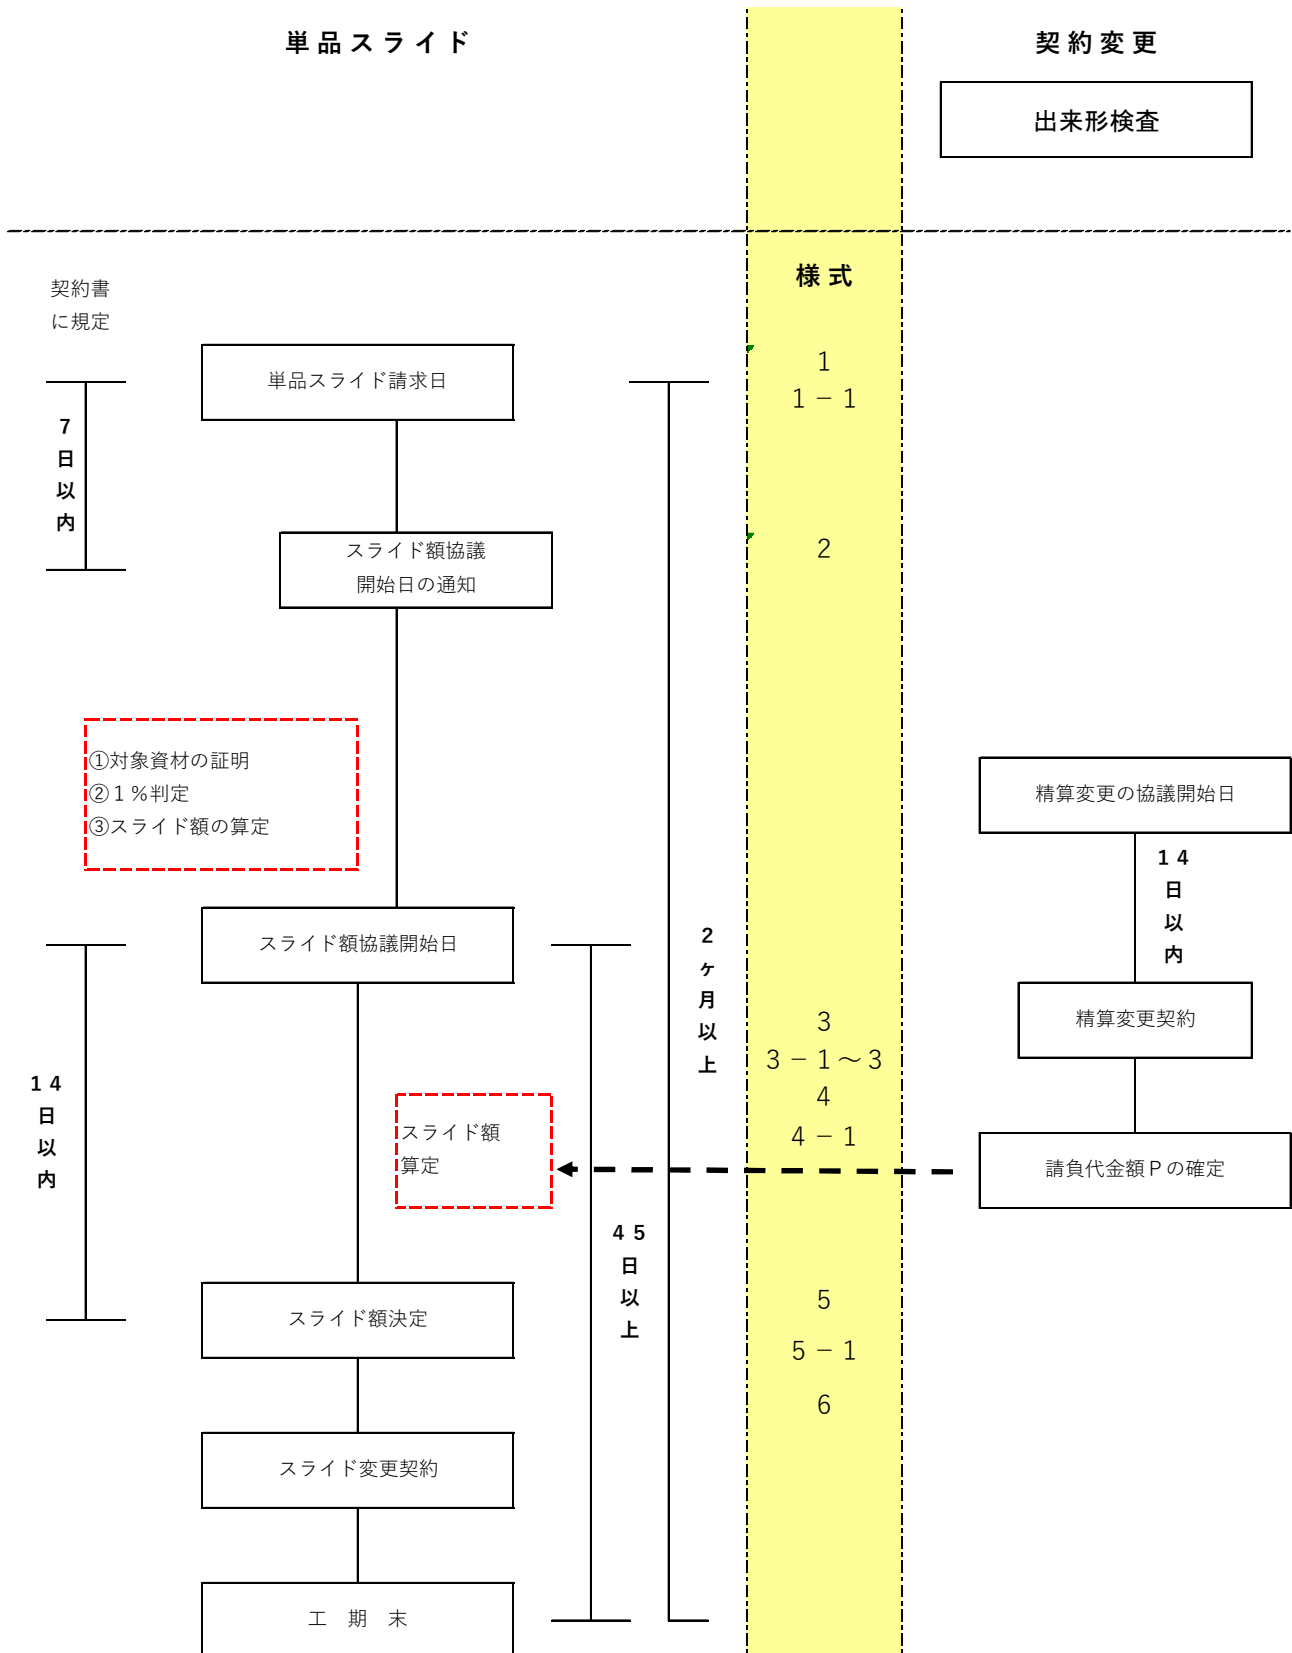 単品スライド
契約変更
出来形検査
様式
契約書
に規定
単品スライド請求日
1
1－1
7日以内
スライド額協議
開始日の通知
2
①対象資材の証明
②１％判定
③スライド額の算定
精算変更の協議開始日
14日以内
スライド額協議開始日
2ヶ月以上
精算変更契約
3
3－1～3
4
4－1
14日以内
スライド額
算定
請負代金額Ｐの確定
45日以上
スライド額決定
5
5－1
6
スライド変更契約
工　期　末